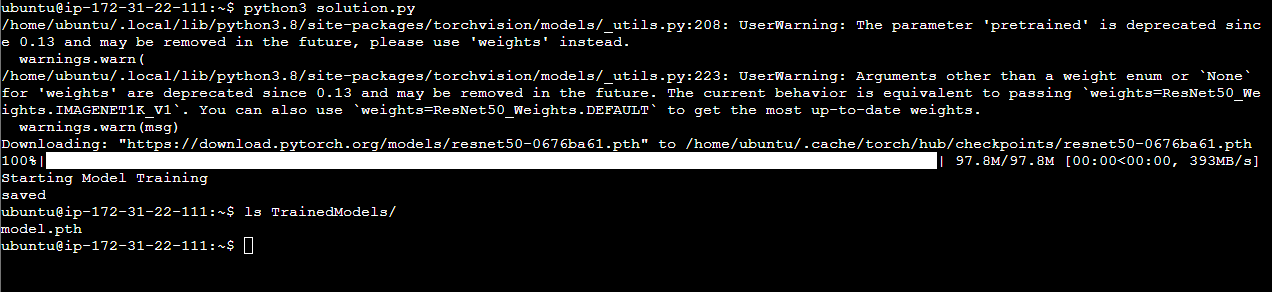 ubuntu@ip-172-31-22-111:~$ python3 solution.py
/home/ubuntu/.local/lib/python3.8/site-packages/torchvision/models/_utils.py:208: UserWarning: The parameter 'pretrained' is deprecated sinc
e 0.13 and may be removed in the future, please use 'weights' instead.
  warnings.warn(
/home/ubuntu/.local/lib/python3.8/site-packages/torchvision/models/_utils.py:223: UserWarning: Arguments other than a weight enum or `None`
for 'weights' are deprecated since 0.13 and may be removed in the future. The current behavior is equivalent to passing `weights=ResNet50_We
ights.IMAGENET1K_V1`. You can also use `weights=ResNet50_Weights.DEFAULT` to get the most up-to-date weights.
  warnings.warn(msg)
Downloading: "https://download.pytorch.org/models/resnet50-0676ba61.pth" to /home/ubuntu/.cache/torch/hub/checkpoints/resnet50-0676ba61.pth
100%| | 97.8M/97.8M [00:00<00:00, 393MB/s]
Starting Model Training
saved
ubuntu@ip-172-31-22-111:~$ ls TrainedModels/
model.pth
ubuntu@ip-172-31-22-111:~$